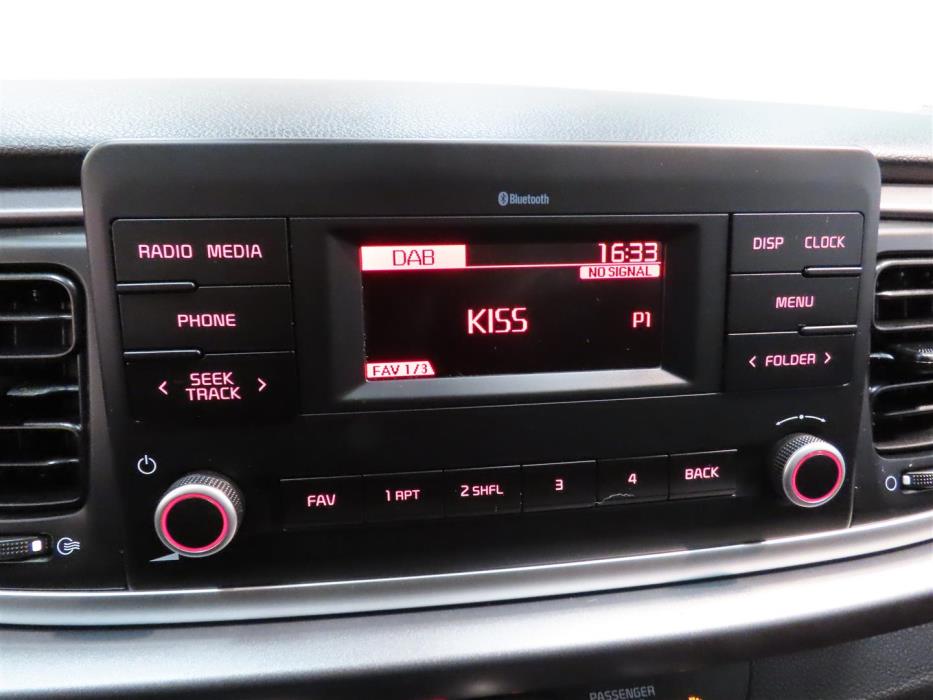 Bluetooth
RADIO MEDIA
DAB
16:33
DISP CLOCK
NO SIGNAL
PHONE
KISS
P1
MENU
SEEK
TRACK
FAV 1/3
< FOLDER >
FAV
1 RPT
2 SHFL
3
4
BACK
PASSENGER